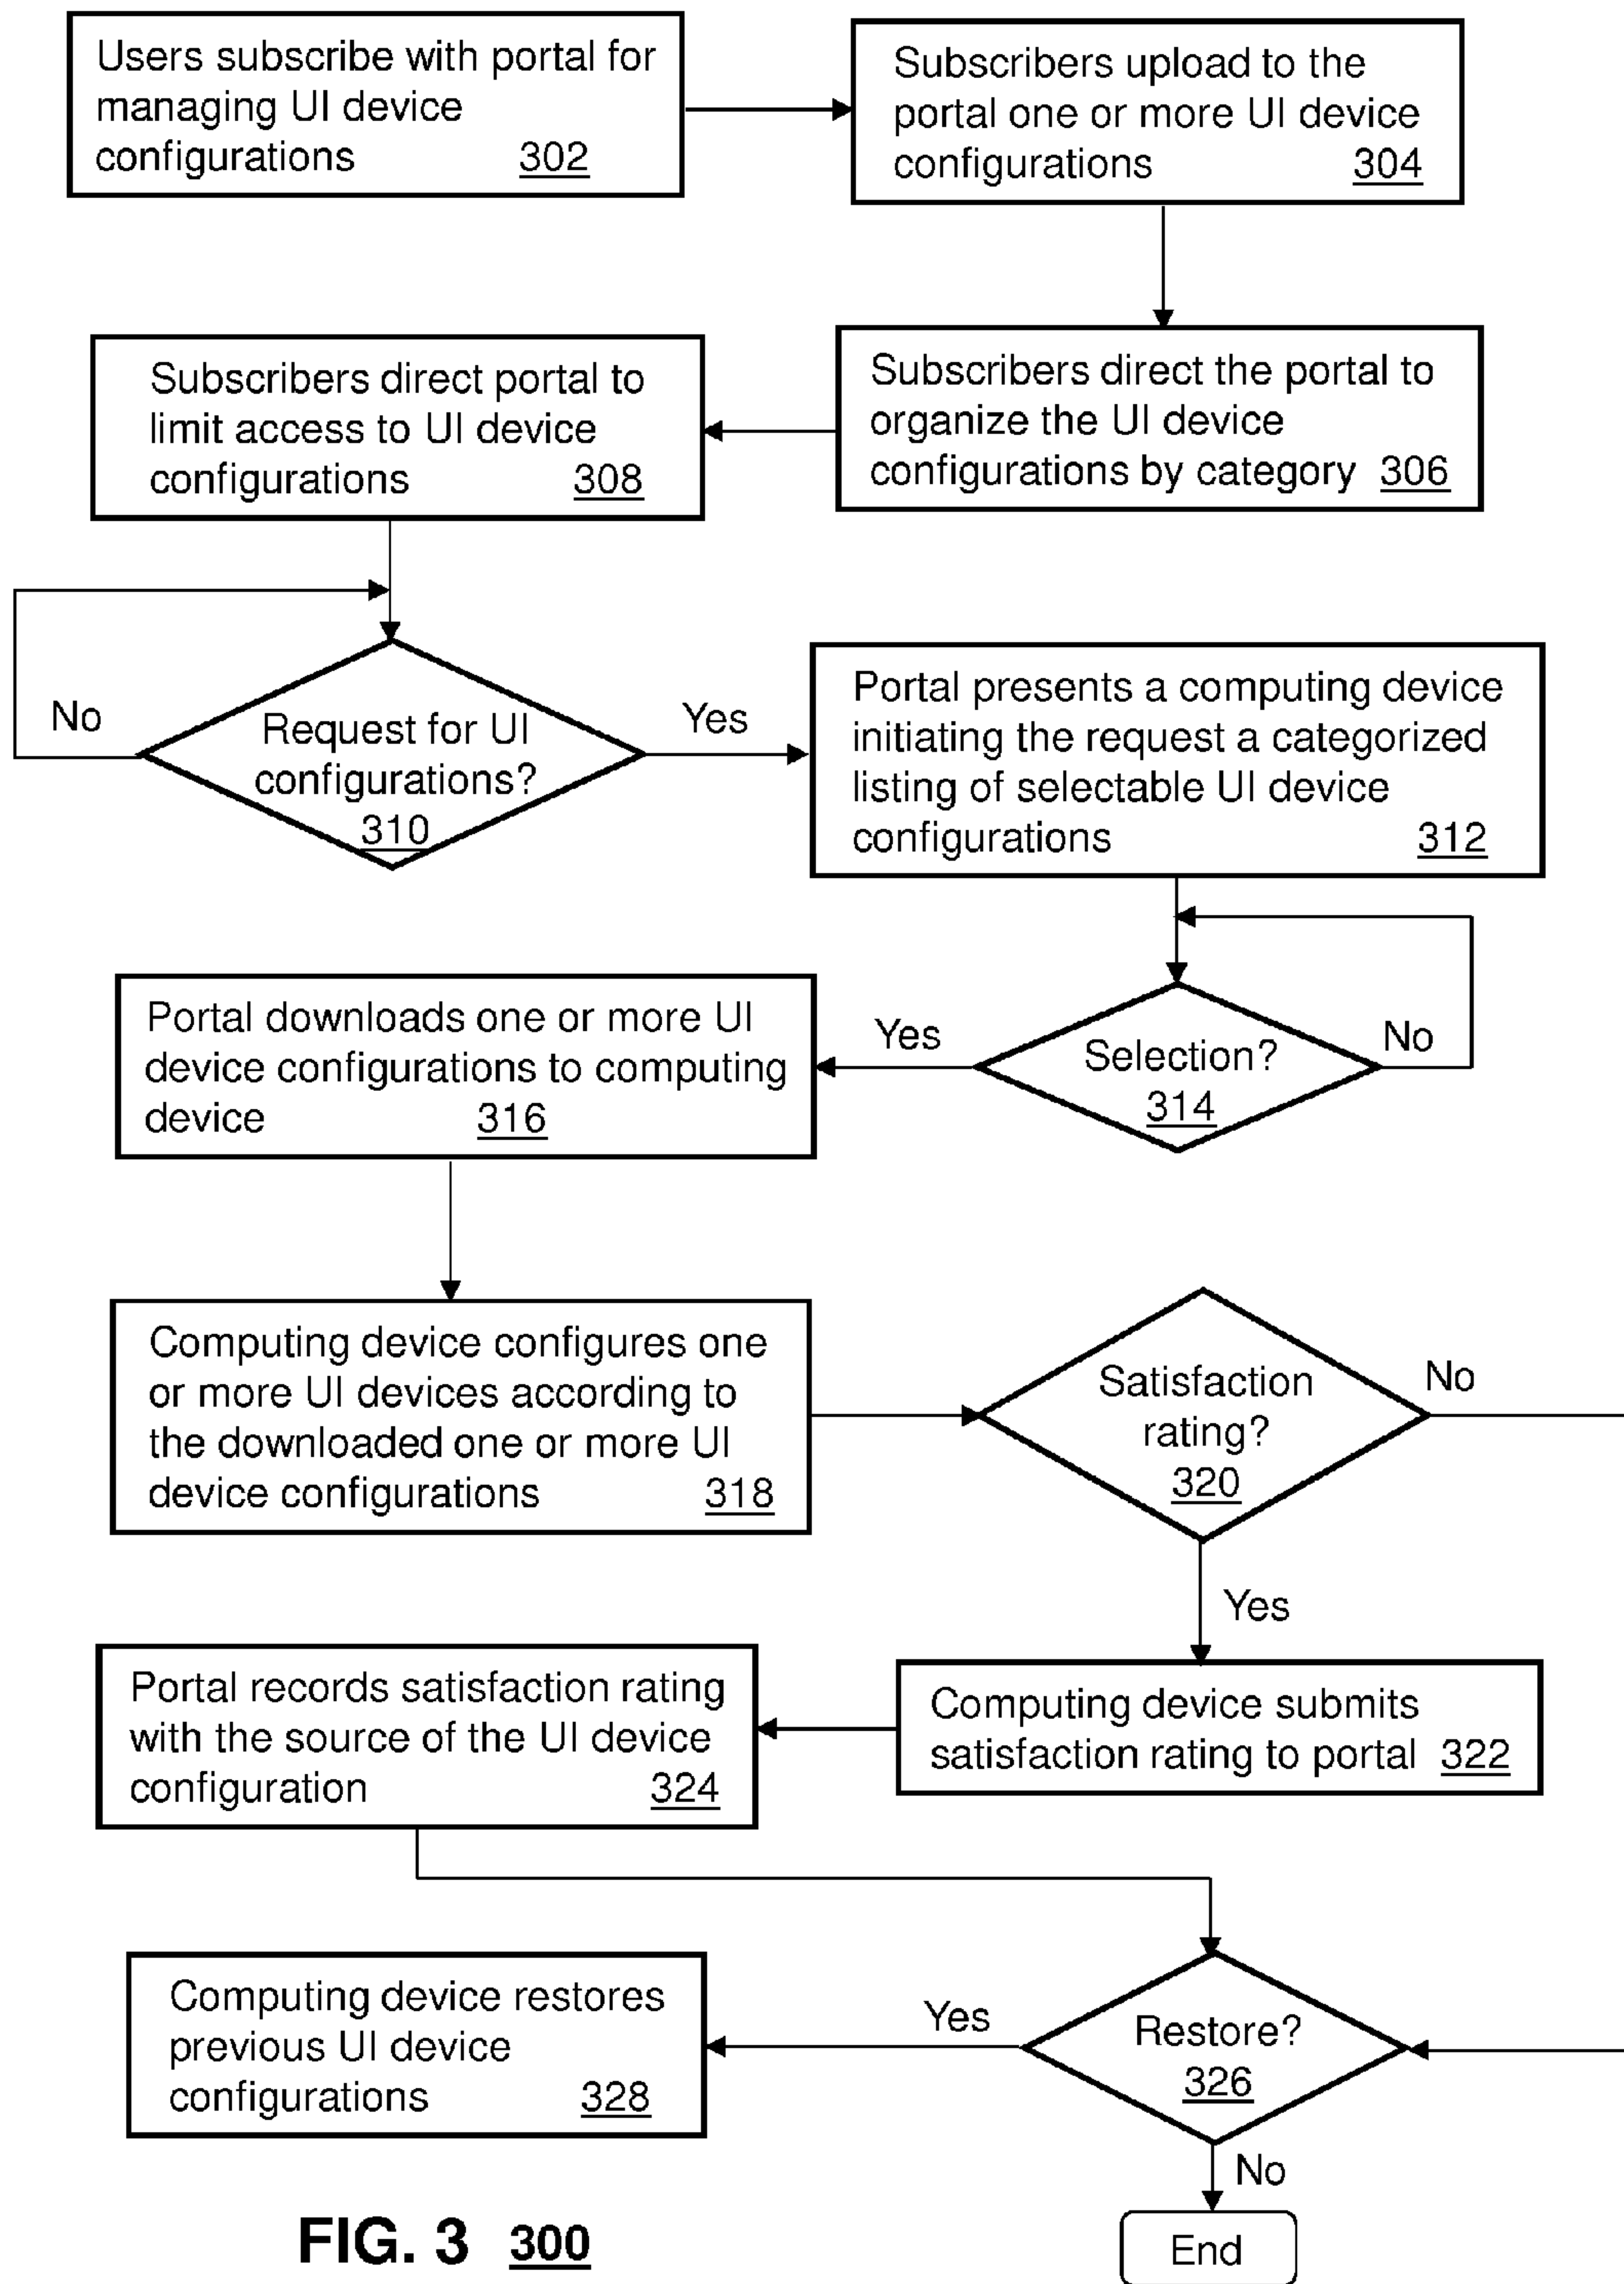 Users subscribe with portal for
managing UI device
configurations 302
Subscribers upload to the
portal one or more UI device
configurations 304
Subscribers direct portal to
limit access to UI device
configurations 308
Subscribers direct the portal to
organize the UI device
configurations by category 306
No
Request for UI
configurations?
310
Yes
Portal presents a computing device
initiating the request a categorized
listing of selectable UI device
configurations 312
Portal downloads one or more UI
device configurations to computing
device 316
Yes
Selection?
314
No
Computing device configures one
or more UI devices according to
the downloaded one or more UI
device configurations 318
Satisfaction
rating?
320
No
Yes
Portal records satisfaction rating
with the source of the UI device
configuration 324
Computing device submits
satisfaction rating to portal 322
Computing device restores
previous UI device
configurations 328
Yes
Restore?
326
No
End
FIG. 3 300